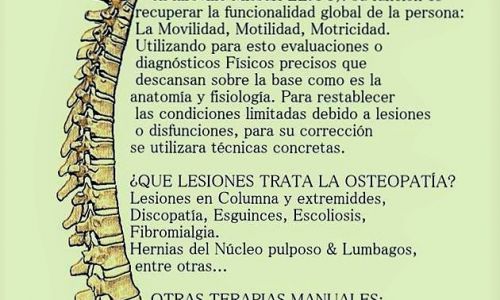 recuperar la funcionalidad global de la persona:
La Movilidad, Motilidad, Motricidad.
Utilizando para esto evaluaciones o
diagnósticos Físicos precisos que
descansan sobre la base como es la
anatomía y fisiología. Para restablecer
las condiciones limitadas debido a lesiones
o disfunciones, para su corrección
se utilizara técnicas concretas.
¿QUE LESIONES TRATA LA OSTEOPATÍA?
Lesiones en Columna y extremiddes,
Discopatía, Esguinces, Escoliosis,
Fibromialgia.
Hernias del Núcleo pulposo & Lumbagos,
entre otras...
OTRAS TERAPIAS MANUALES: